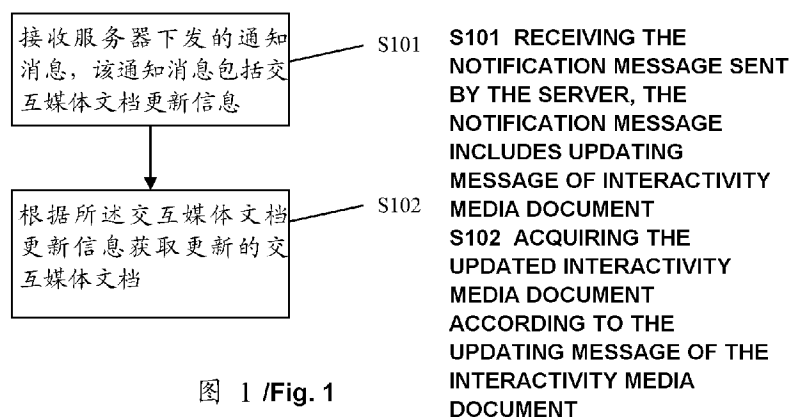 接收服务器下发的通知
消息，该通知消息包括交
互媒体文档更新信息
S101
根据所述交互媒体文档
更新信息获取更新的交
互媒体文档
S102
图 1 /Fig. 1
S101 RECEIVING THE
NOTIFICATION MESSAGE SENT
BY THE SERVER, THE
NOTIFICATION MESSAGE
INCLUDES UPDATING
MESSAGE OF INTERACTIVITY
MEDIA DOCUMENT
S102 ACQUIRING THE
UPDATED INTERACTIVITY
MEDIA DOCUMENT
ACCORDING TO THE
UPDATING MESSAGE OF THE
INTERACTIVITY MEDIA
DOCUMENT